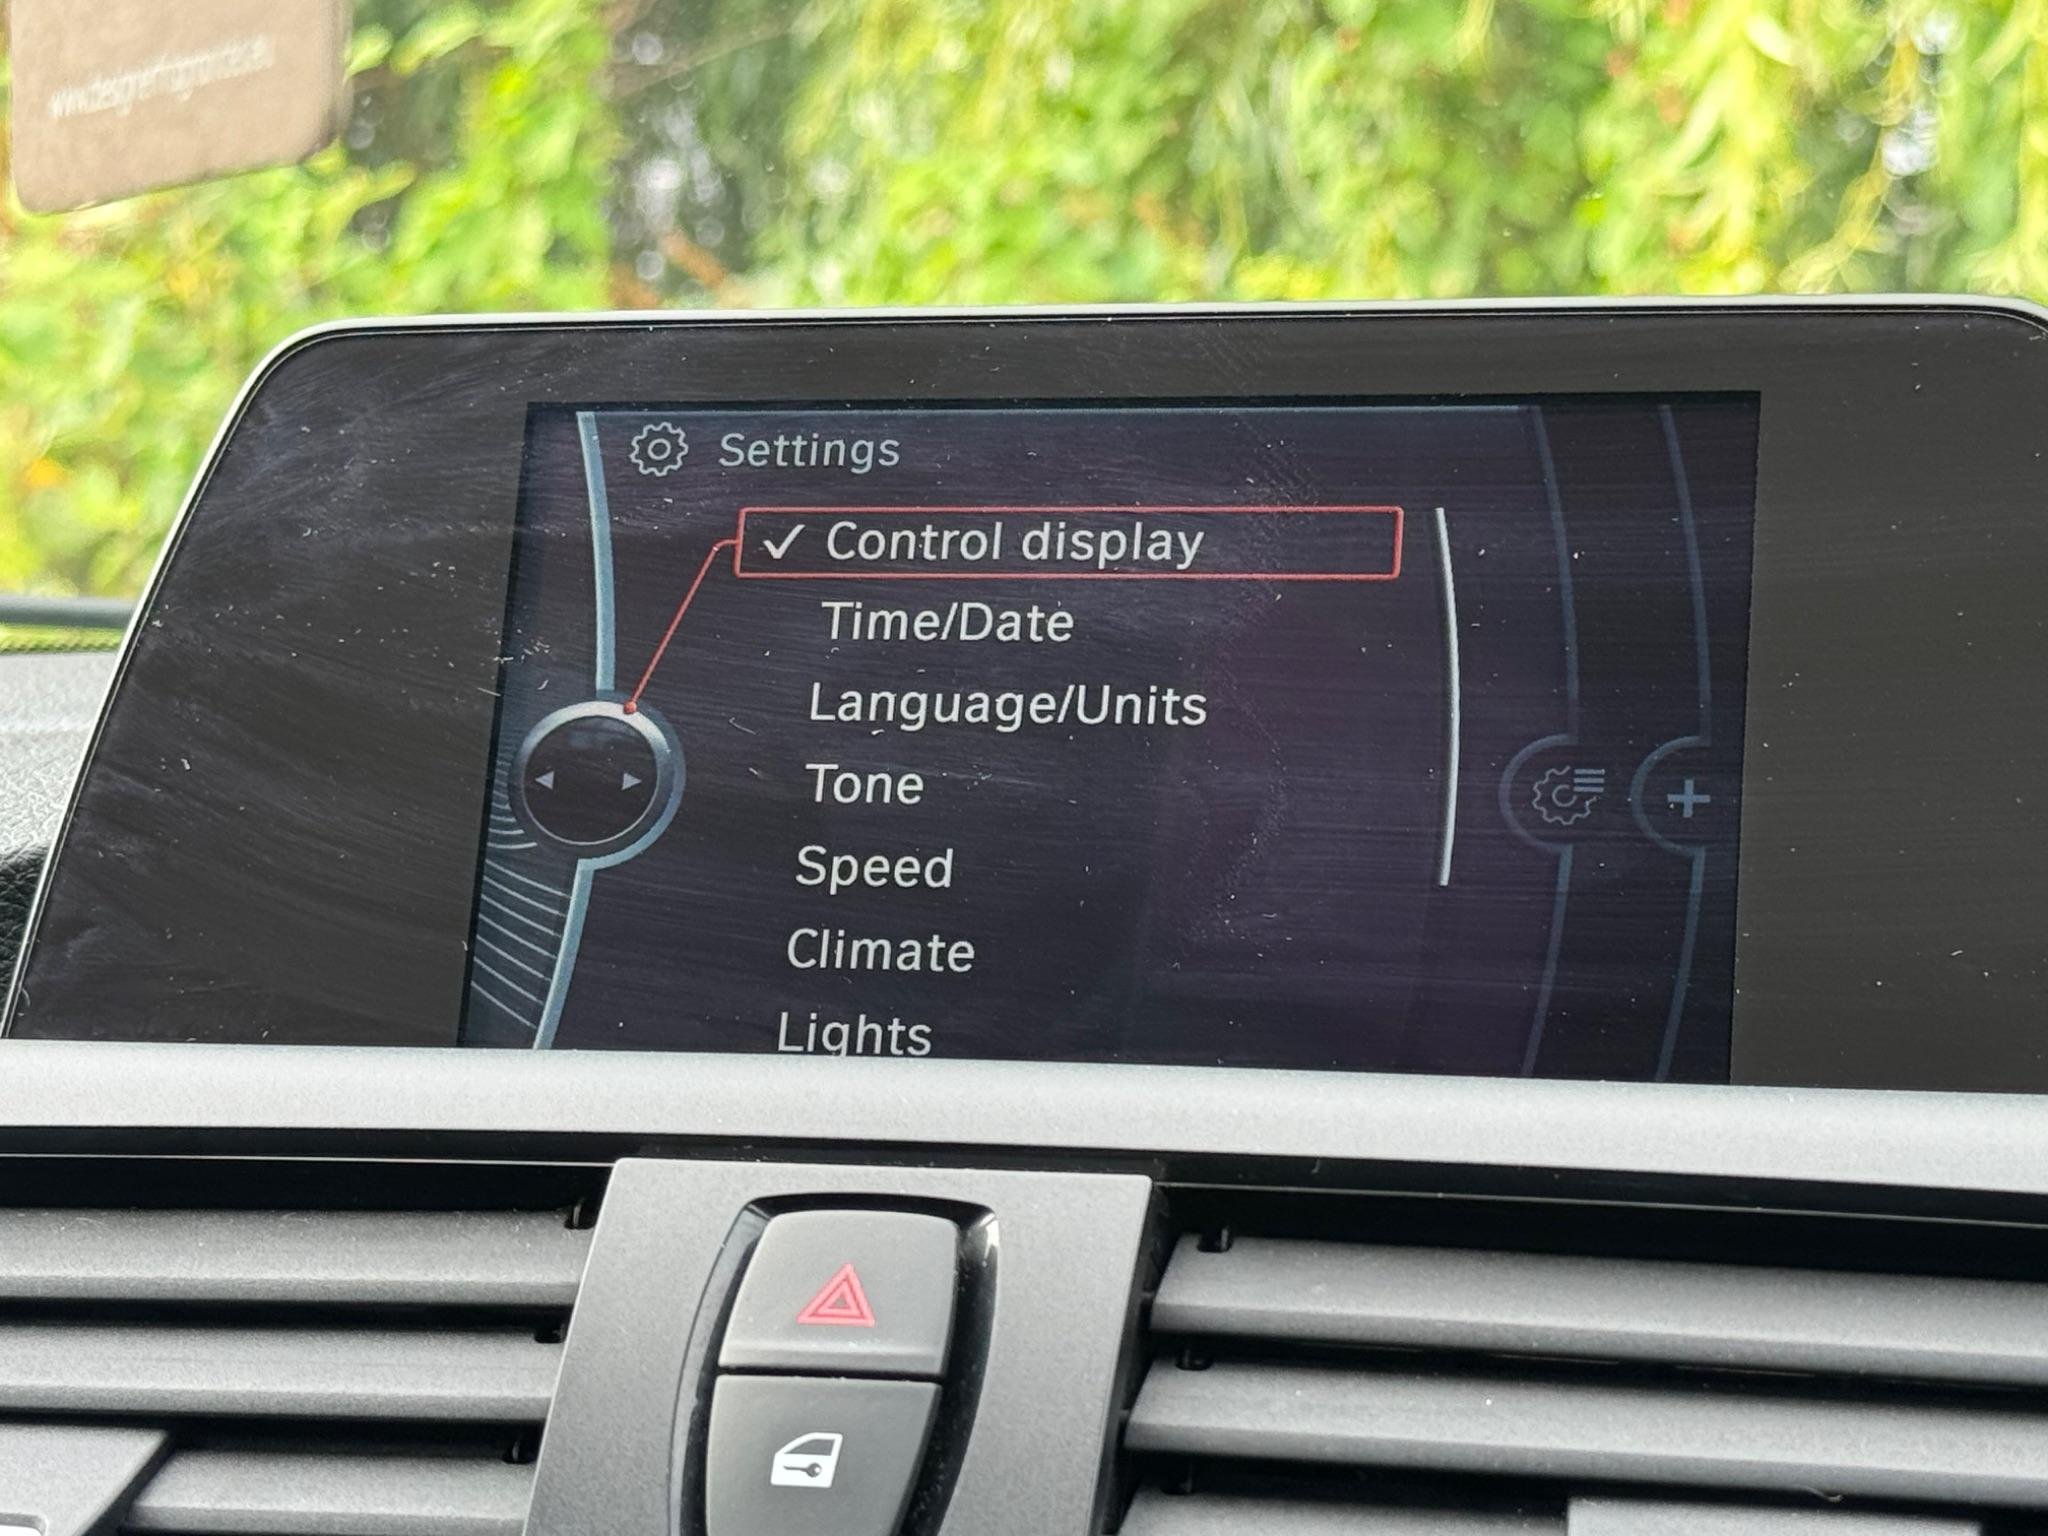 Settings
✓ Control display
Time/Date
Language/Units
Tone
Speed
Climate
Lights